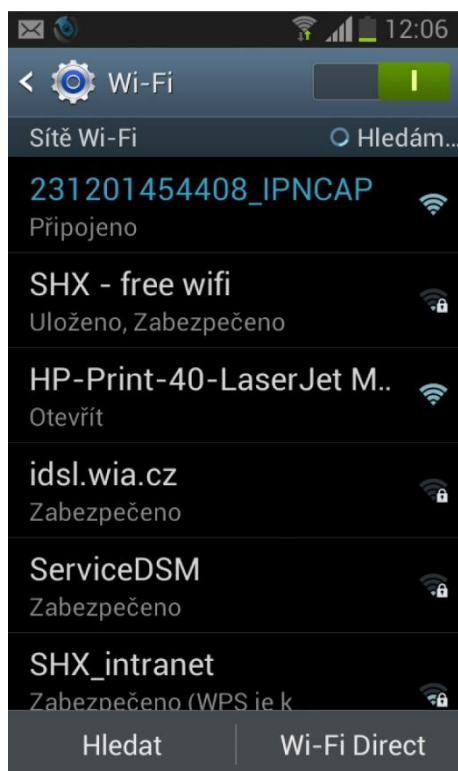 12:06
Wi-Fi
Sítě Wi-Fi Hledám...
231201454408_IPNCAP
Připojeno
SHX - free wifi
Uloženo, Zabezpečeno
HP-Print-40-LaserJet M..
Otevřít
idsl.wia.cz
Zabezpečeno
ServiceDSM
Zabezpečeno
SHX_intranet
Zabezpečeno (WPS je k
Hledat Wi-Fi Direct